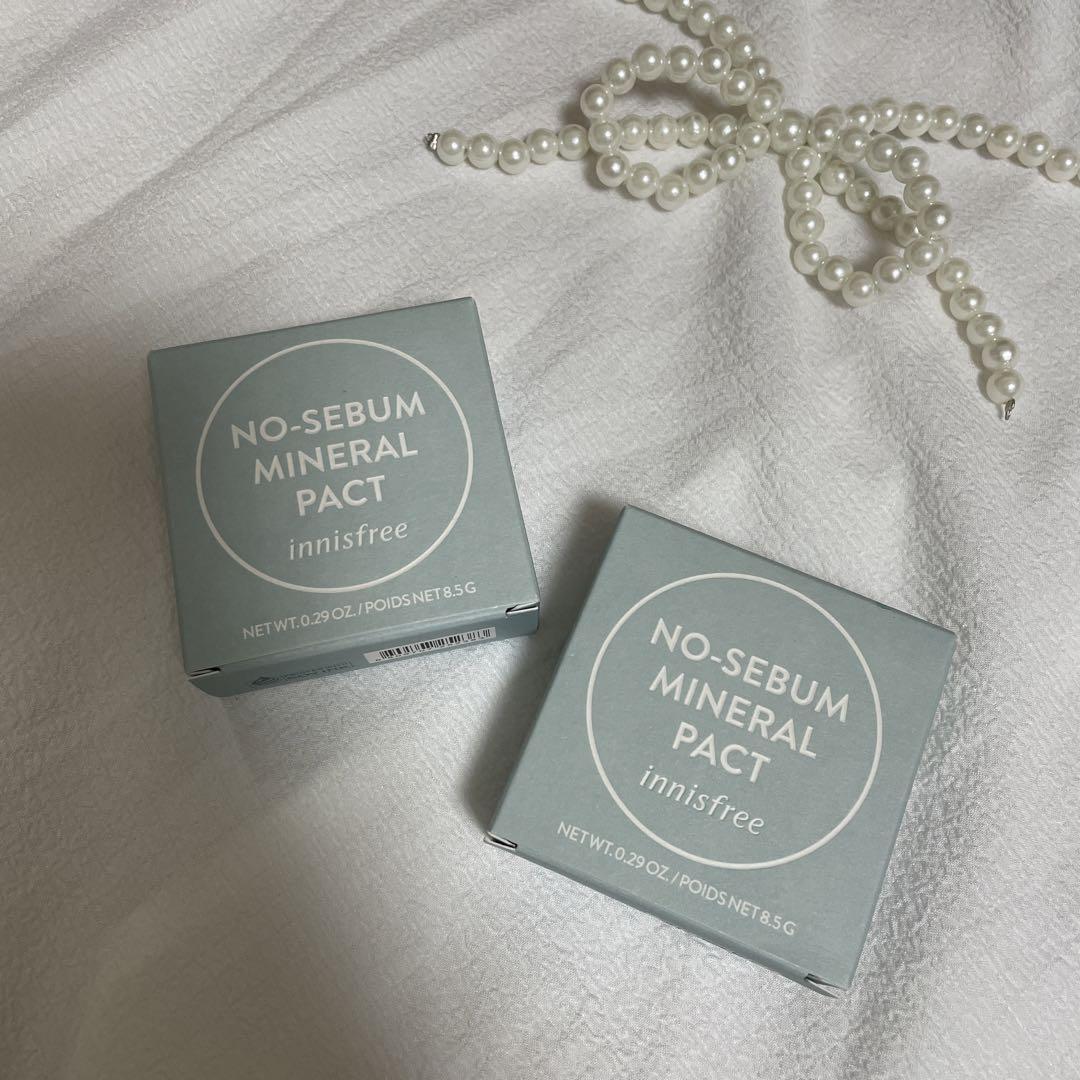 NO-SEBUM
MINERAL
PACT
innisfree
NET WT. 0.29 OZ. / POIDS NET 8.5 G
NO-SEBUM
MINERAL
PACT
innisfree
NET WT. 0.29 OZ. / POIDS NET 8.5 G